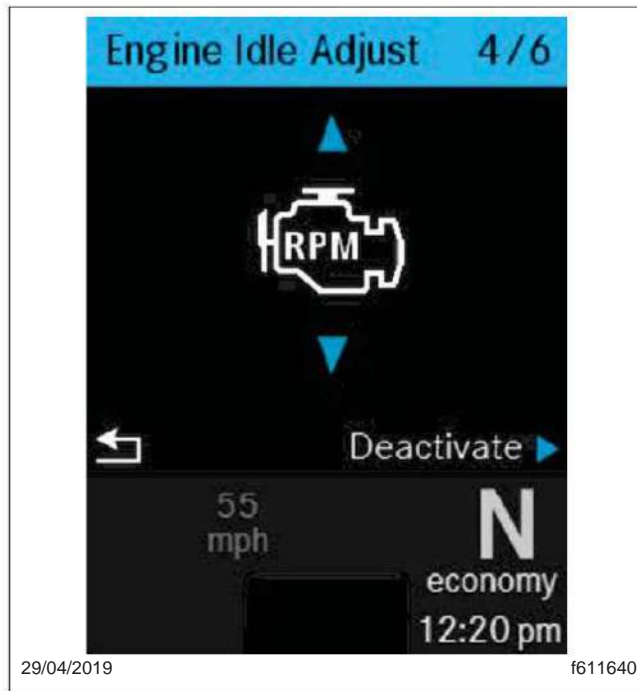 Engine Idle Adjust 4/6
RPM
Deactivate
55
mph
N
economy
12:20 pm
29/04/2019 f611640